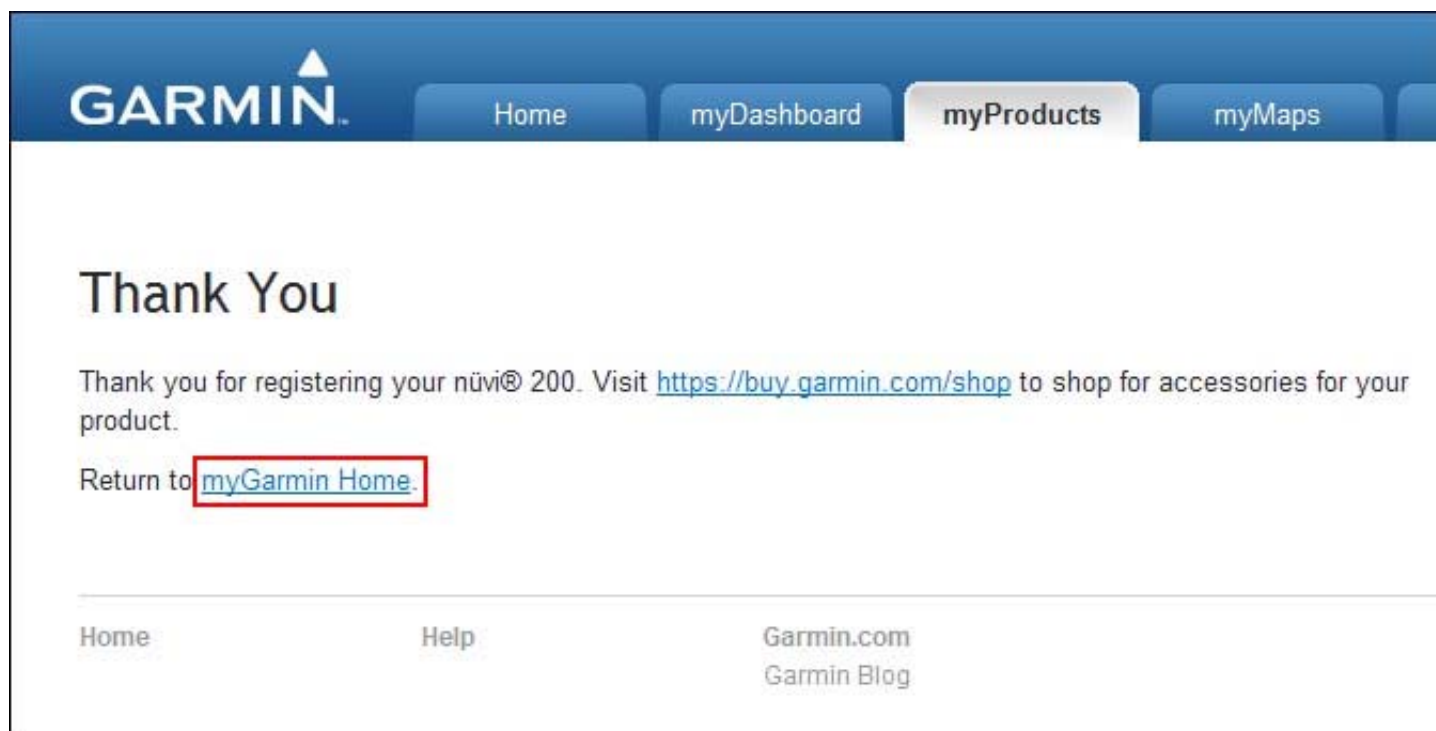 GARMIN™
Home myDashboard myProducts myMaps
Thank You
Thank you for registering your nüvi® 200. Visit https://buy.garmin.com/shop to shop for accessories for your
product.
Return to myGarmin Home.
Home Help Garmin.com
Garmin Blog